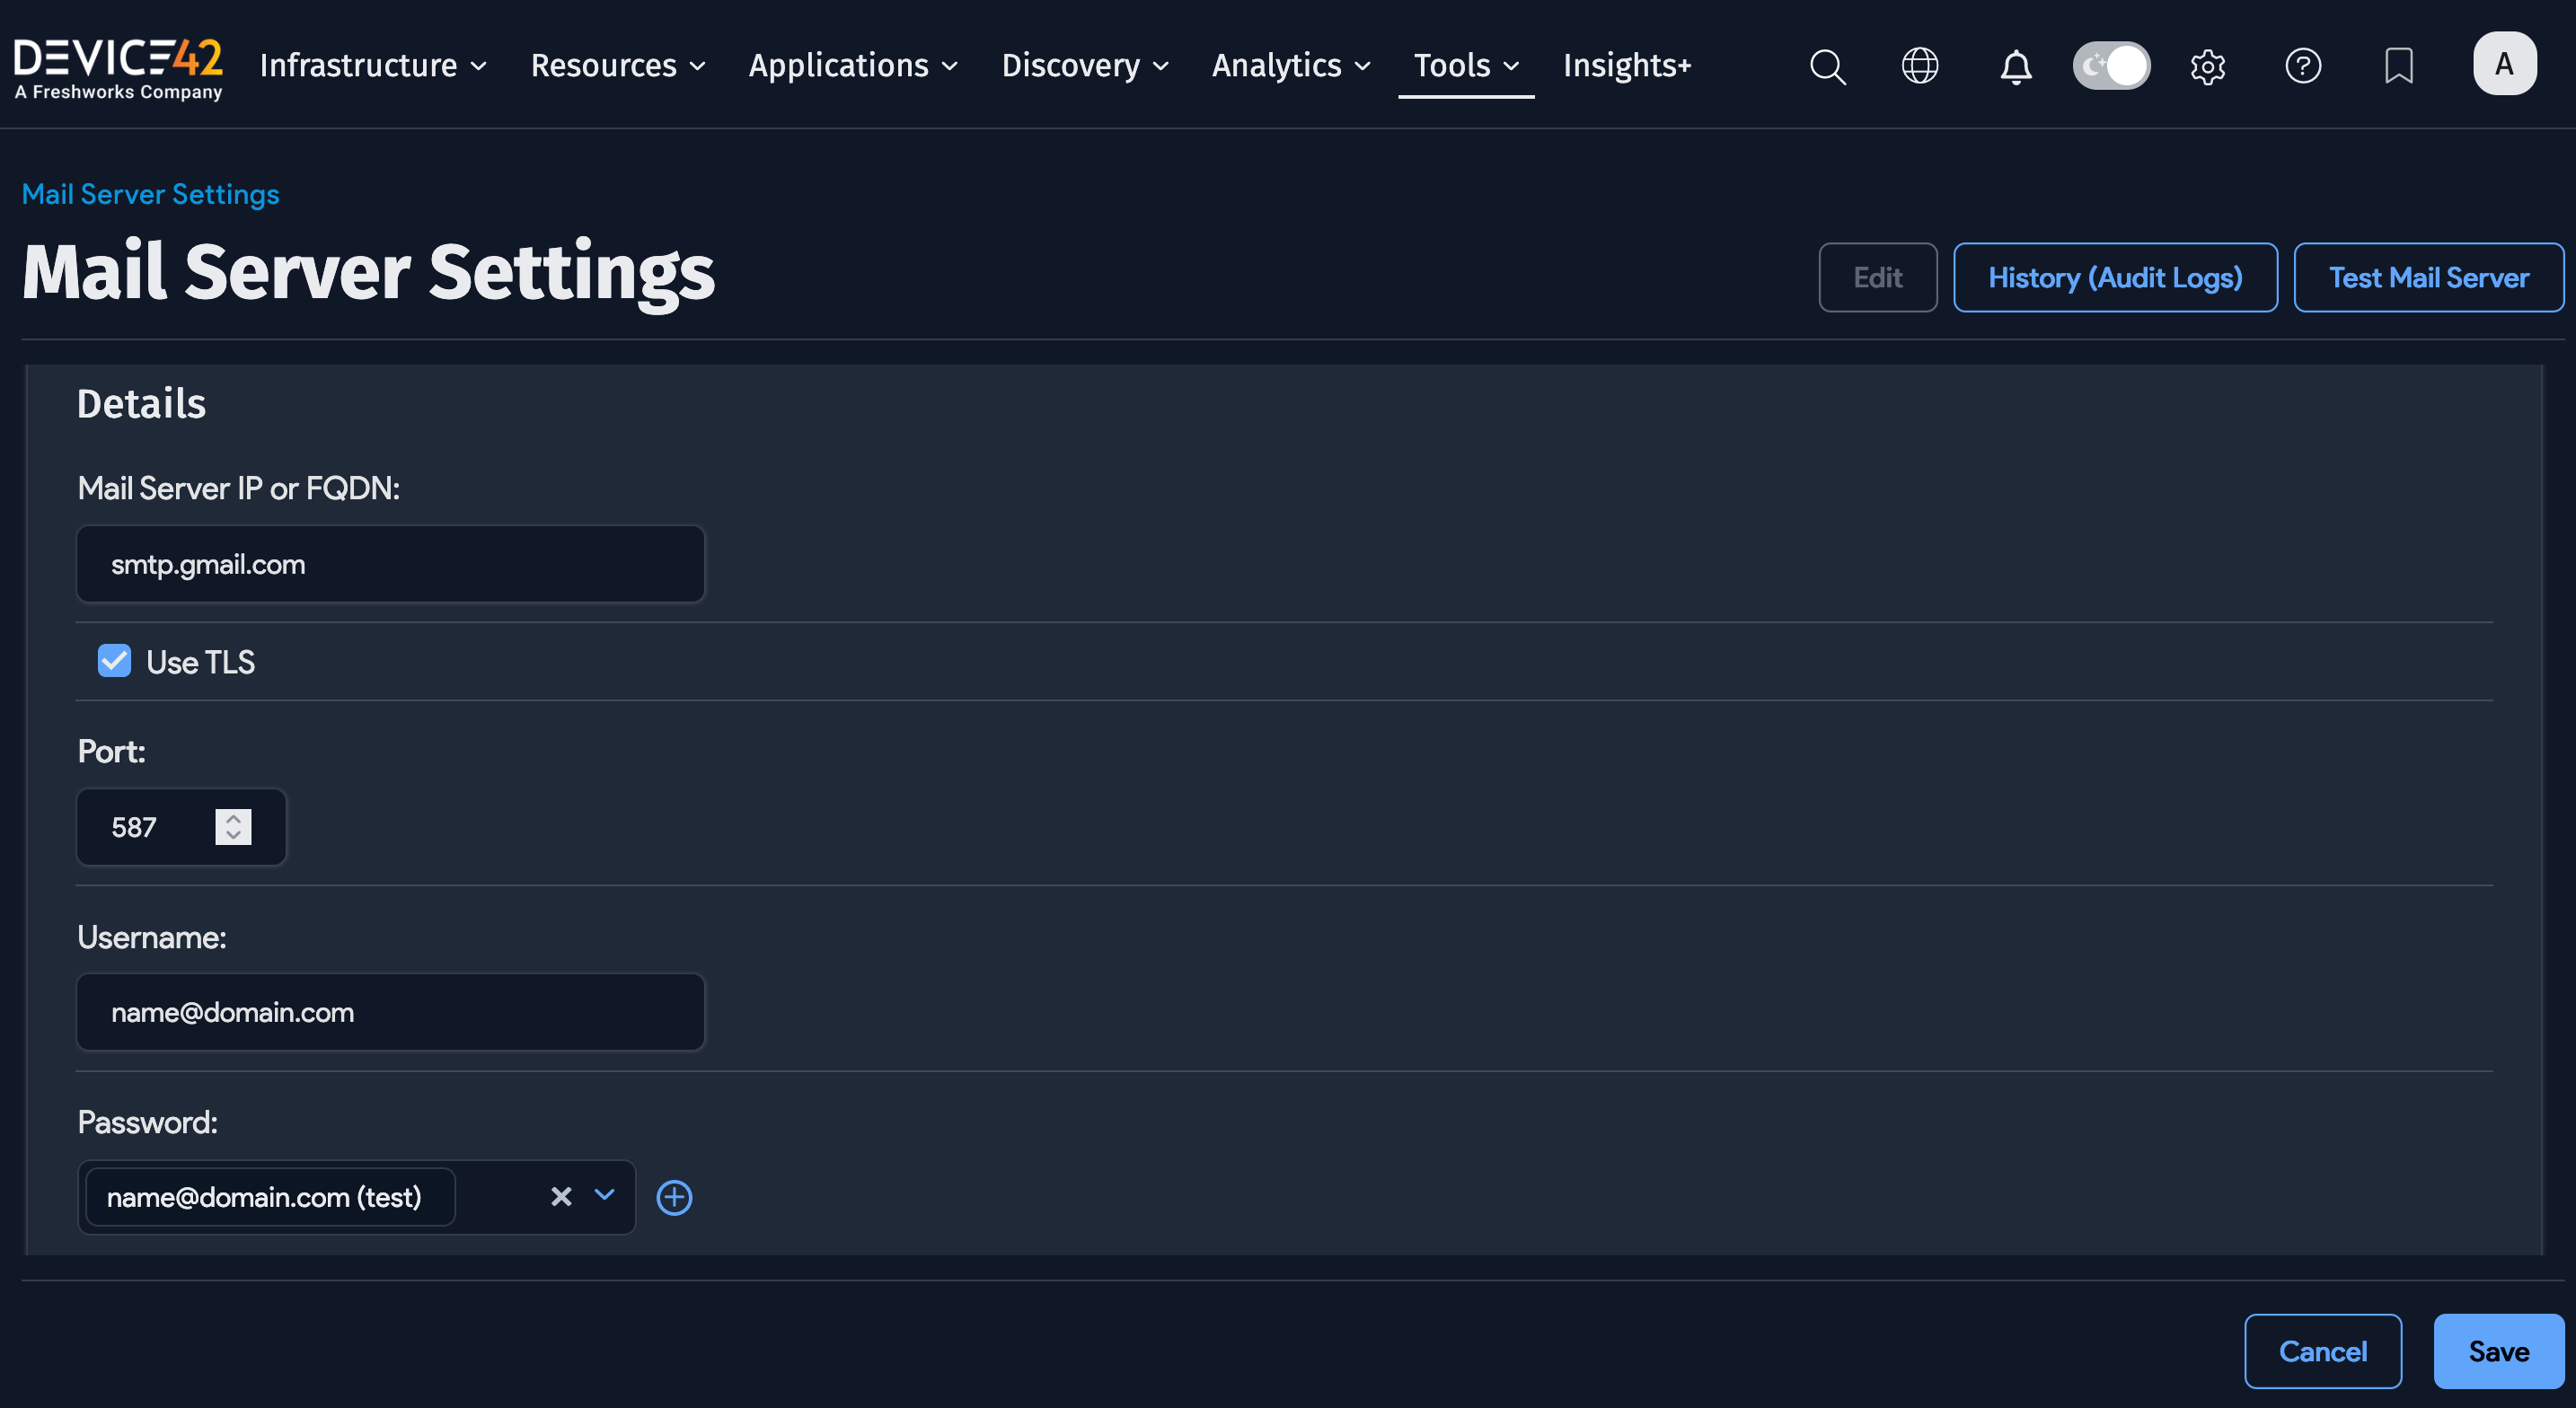 DEVICE42
A Freshworks Company
Infrastructure Resources Applications Discovery Analytics Tools Insights+
A
Mail Server Settings
Mail Server Settings
Edit History (Audit Logs) Test Mail Server
Details
Mail Server IP or FQDN:
smtp.gmail.com
Use TLS
Port:
587
Username:
name@domain.com
Password:
name@domain.com (test)
Cancel Save